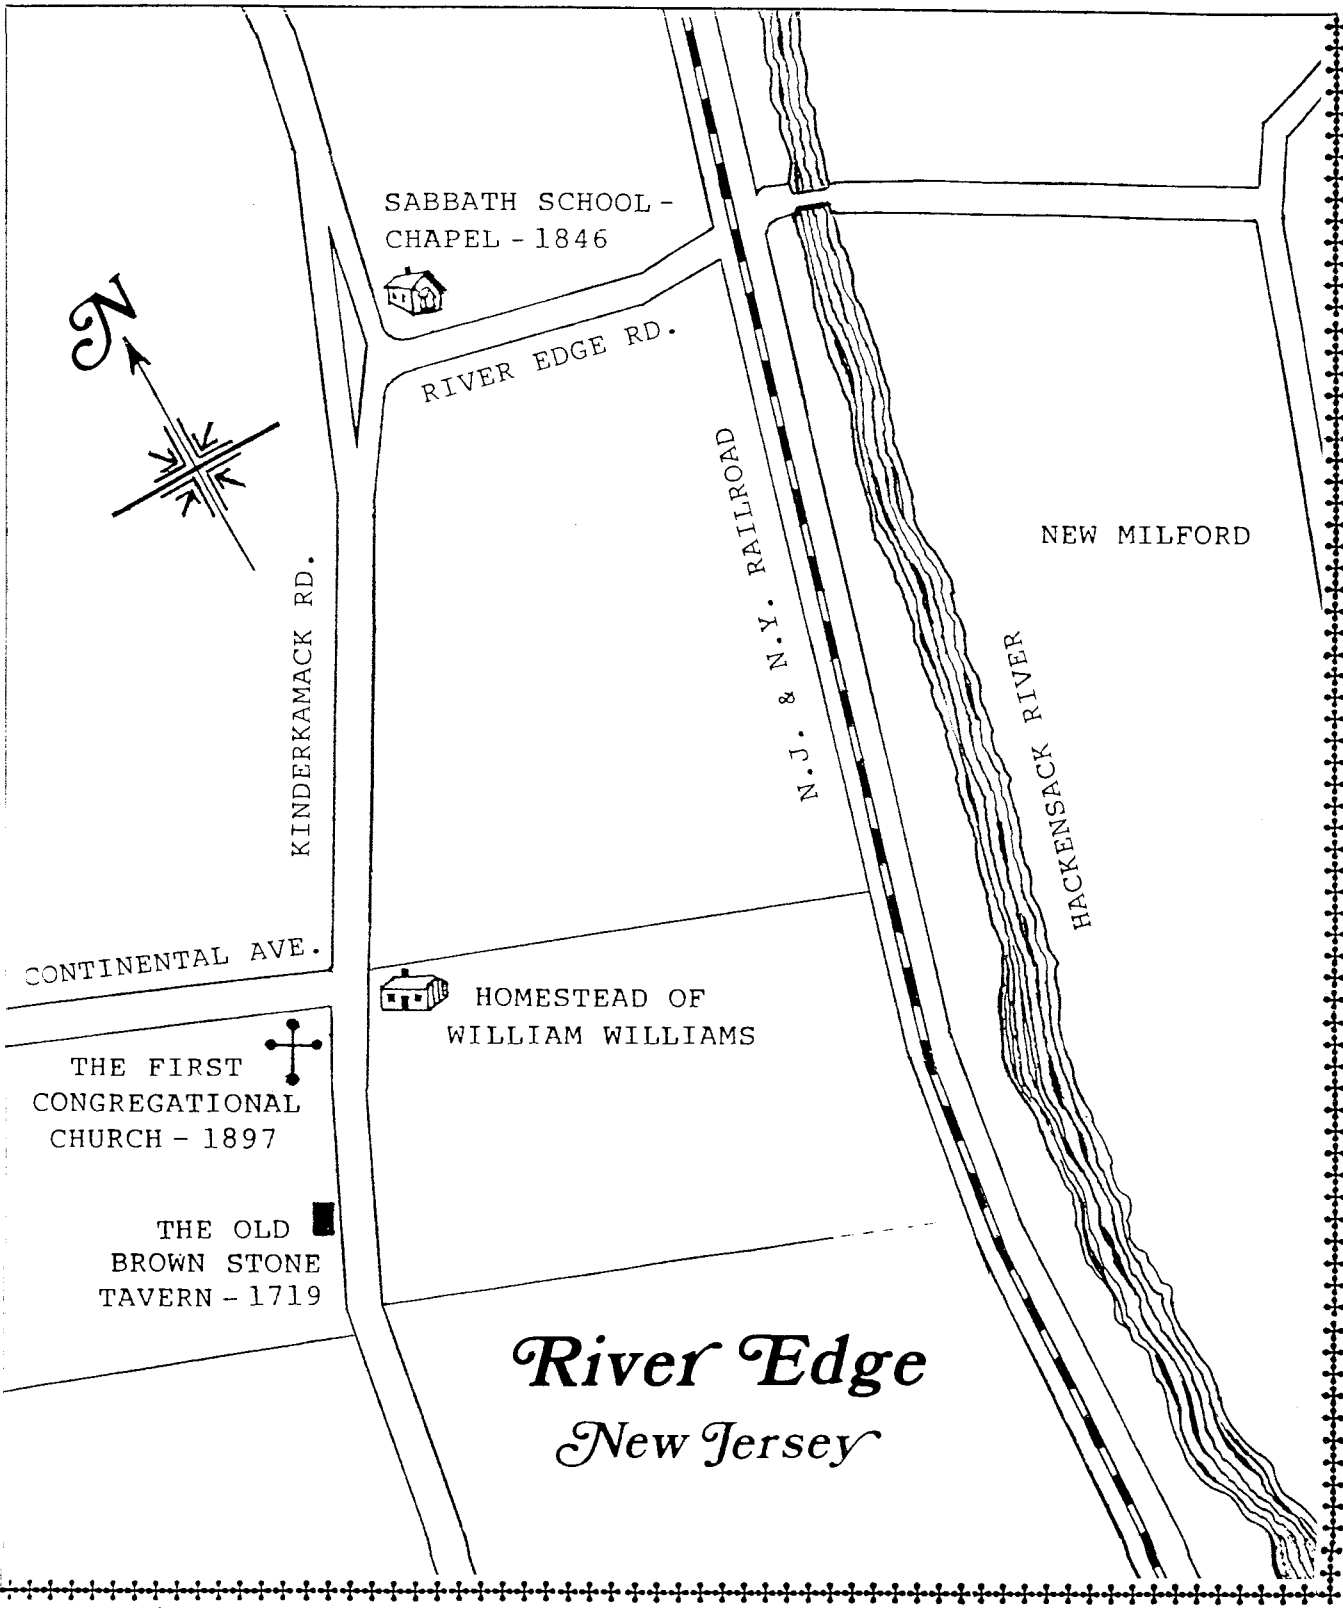 SABBATH SCHOOL -
CHAPEL - 1846
N
RIVER EDGE RD.
N.J. & N.Y. RAILROAD
NEW MILFORD
KINDERKAMACK RD.
HACKENSACK RIVER
CONTINENTAL AVE.
HOMESTEAD OF
WILLIAM WILLIAMS
THE FIRST
CONGREGATIONAL
CHURCH - 1897
THE OLD
BROWN STONE
TAVERN - 1719
River Edge
New Jersey